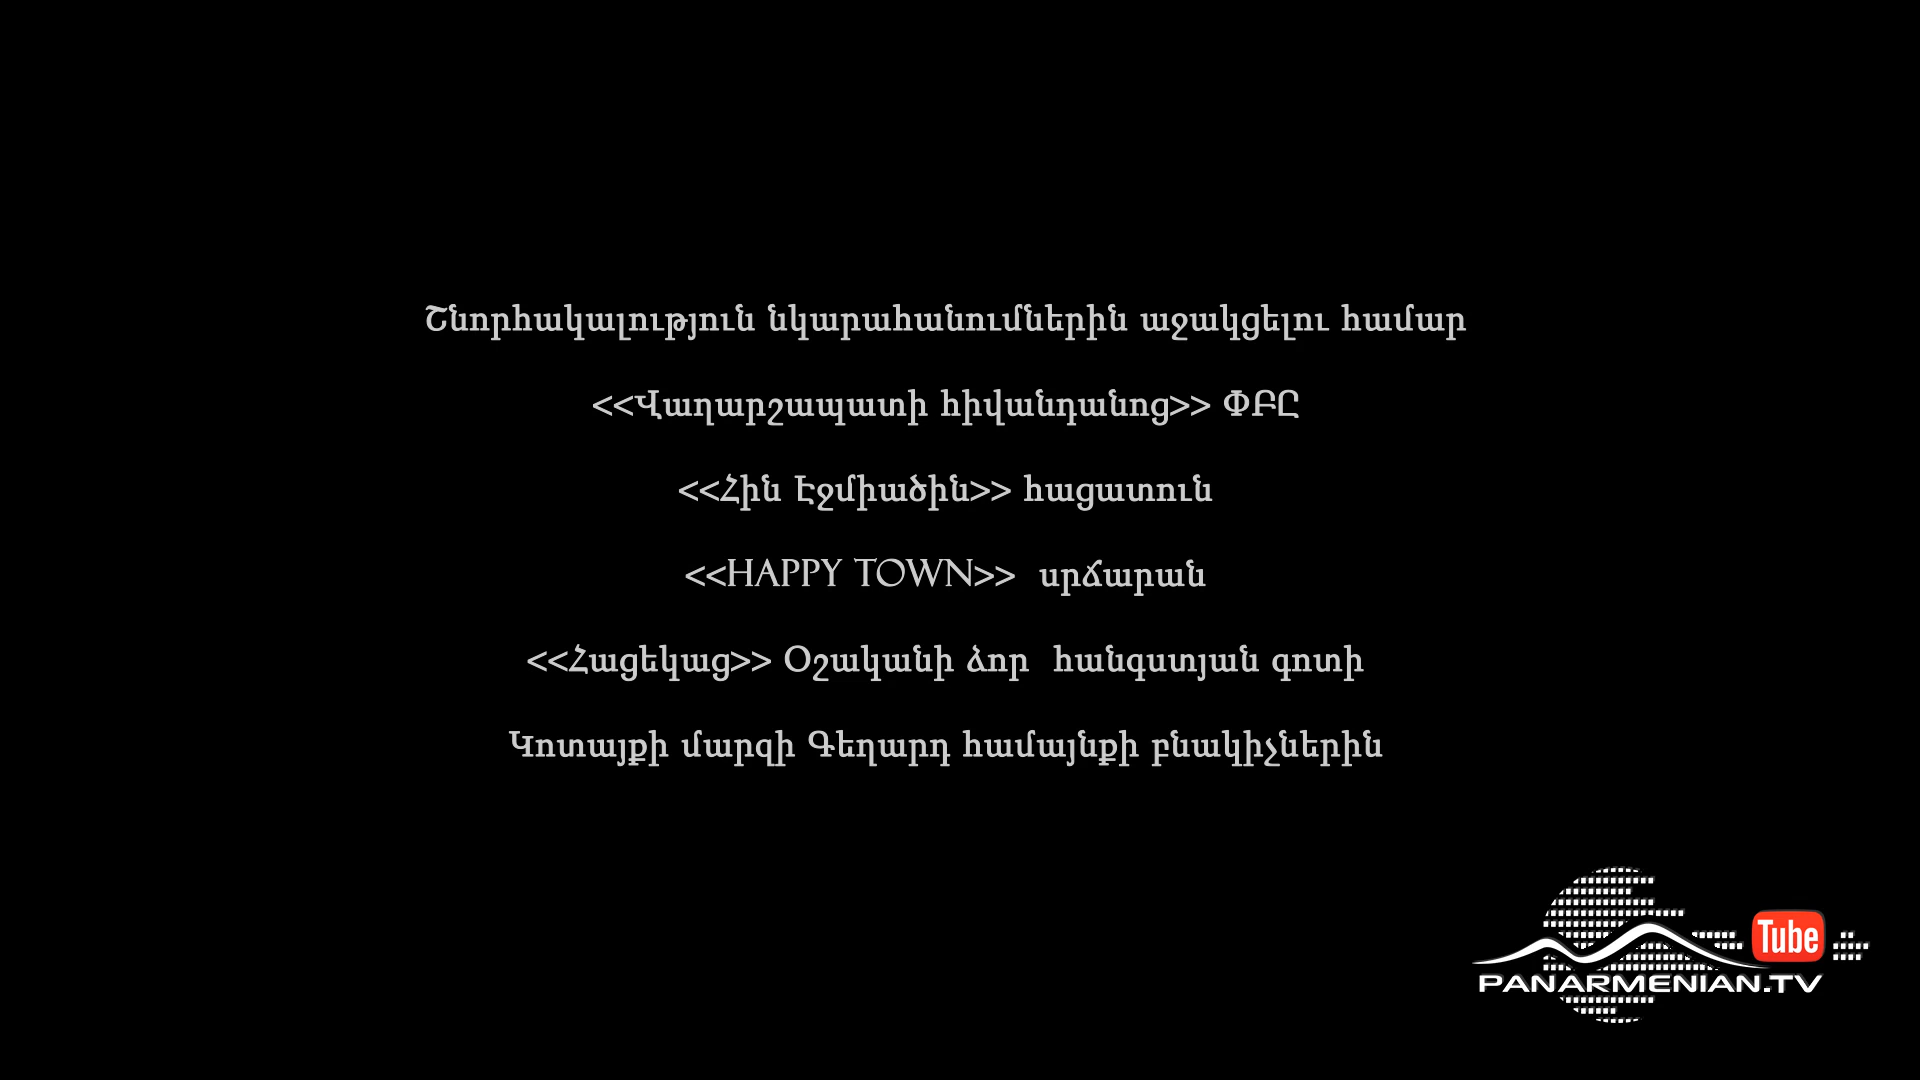 Շնորհակալություն նկարահանումներին աջակցելու համար
<<Վաղարշապատի հիվանդանոց>> ՓԲԸ
<<Հին Էջմիածին>> հացատուն
<<HAPPY TOWN>> սրճարան
<<Հացեկաց>> Օշականի ձոր հանգստյան գոտի
Կոտայքի մարզի Գեղարդ համայնքի բնակիչներին
Tube
PANARMENIAN.TV